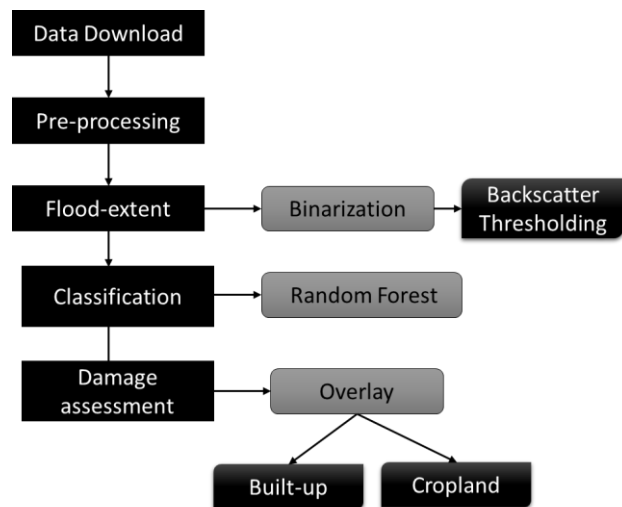 Data Download
Pre-processing
Flood-extent
Binarization
Backscatter
Thresholding
Classification
Random Forest
Damage
assessment
Overlay
Built-up
Cropland